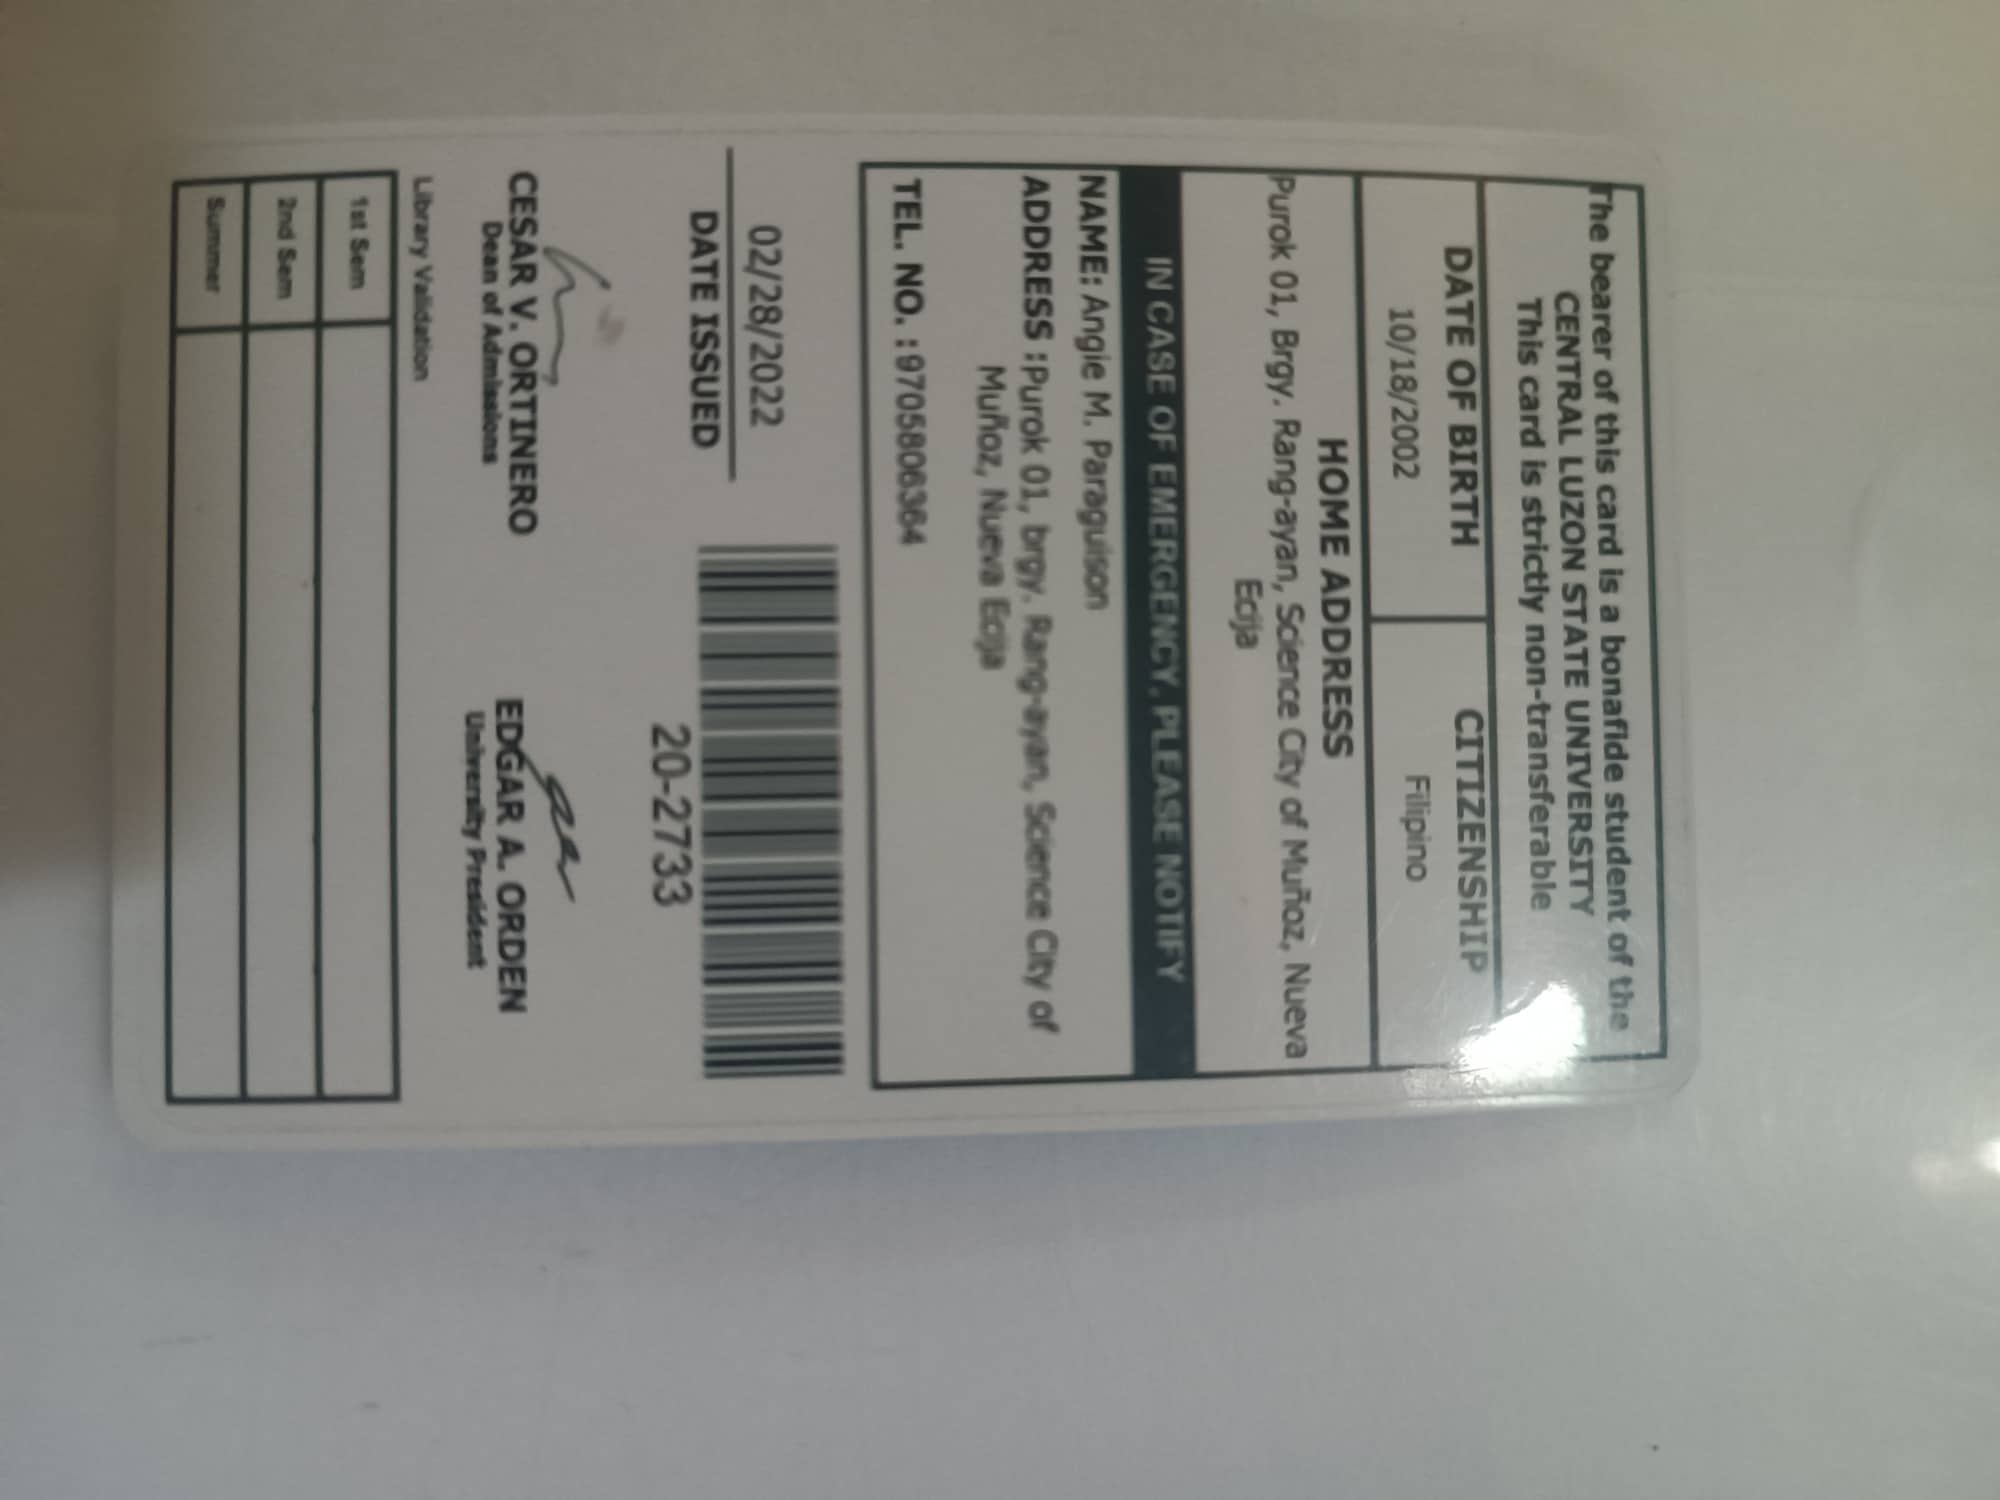 The bearer of this card is a bonafide student of the
CENTRAL LUZON STATE UNIVERSITY
This card is strictly non-transferable
DATE OF BIRTH CITIZENSHIP
10/18/2002 Filipino
HOME ADDRESS
Purok 01, Brgy. Rang-ayan, Science City of Muñoz, Nueva
Ecija
IN CASE OF EMERGENCY, PLEASE NOTIFY
NAME: Angie M. Paraguison
ADDRESS :Purok 01, brgy. Rang-ayan, Science City of
Muñoz, Nueva Ecija
TEL. NO. :9705806364
02/28/2022
DATE ISSUED
20-2733
CESAR V. ORTINERO EDGAR A. ORDEN
Dean of Admissions University President
Library Validation
1st Sem
2nd Sem
Summer